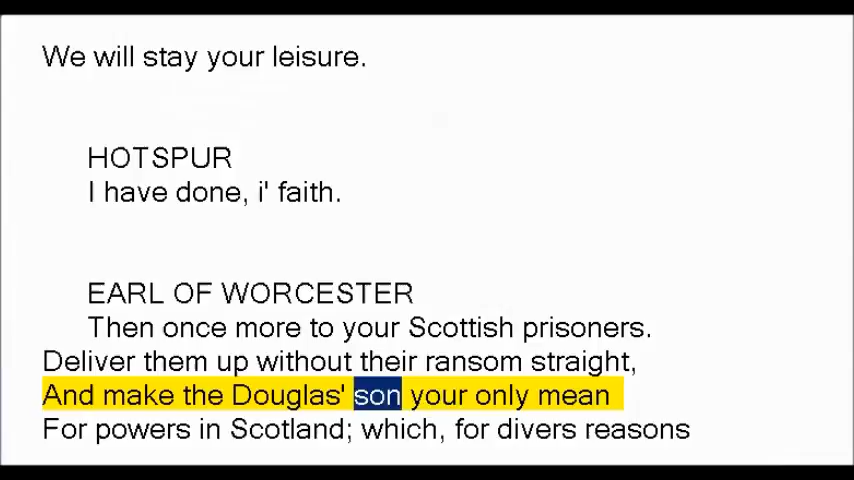 We will stay your leisure.
HOTSPUR
I have done, i' faith.
EARL OF WORCESTER
Then once more to your Scottish prisoners.
Deliver them up without their ransom straight,
And make the Douglas' son your only mean
For powers in Scotland; which, for divers reasons